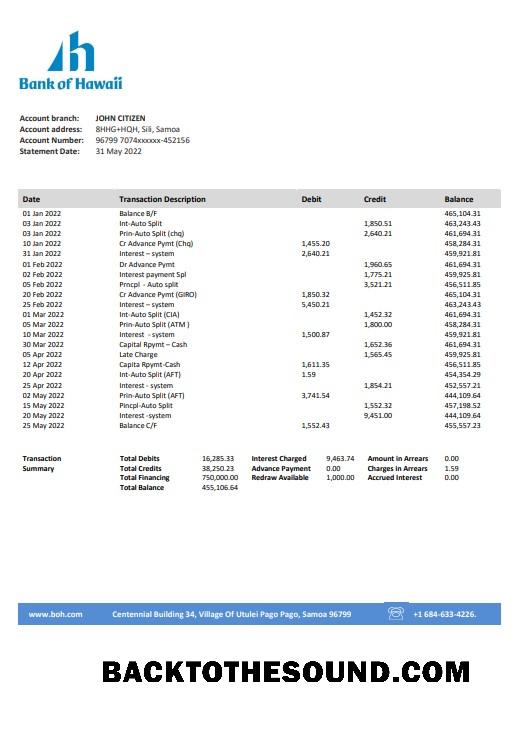 Bank of Hawaii
Account branch: JOHN CITIZEN
Account address: 8HHG+HQH, Sili, Samoa
Account Number: 96799 7074xxxxxx-452156
Statement Date: 31 May 2022
Date Transaction Description Debit Credit Balance
01 Jan 2022 Balance B/F 465,104.31
03 Jan 2022 Int-Auto Split 1,850.51 463,243.43
03 Jan 2022 Prin-Auto Split (chq) 2,640.21 461,694.31
10 Jan 2022 Cr Advance Pymt (Chq) 1,455.20 458,284.31
31 Jan 2022 Interest – system 2,640.21 459,921.81
01 Feb 2022 Dr Advance Pymt 1,960.65 461,694.31
02 Feb 2022 Interest payment Spl 1,775.21 459,925.81
05 Feb 2022 Prncpl - Auto split 3,521.21 456,511.85
20 Feb 2022 Cr Advance Pymt (GIRO) 1,850.32 465,104.31
25 Feb 2022 Interest – system 5,450.21 463,243.43
01 Mar 2022 Int-Auto Split (CIA) 1,452.32 461,694.31
05 Mar 2022 Prin-Auto Split (ATM ) 1,800.00 458,284.31
10 Mar 2022 Interest - system 1,500.87 459,921.81
30 Mar 2022 Capital Rpymt – Cash 1,652.36 461,694.31
05 Apr 2022 Late Charge 1,565.45 459,925.81
12 Apr 2022 Capita Rpymt-Cash 1,611.35 456,511.85
20 Apr 2022 Int-Auto Split (AFT) 1.59 454,354.29
25 Apr 2022 Interest - system 1,854.21 452,557.21
02 May 2022 Prin-Auto Split (AFT) 3,741.54 444,109.64
15 May 2022 Pincpl-Auto Split 1,552.32 457,198.52
20 May 2022 Interest-system 9,451.00 444,109.64
25 May 2022 Balance C/F 1,552.43 455,557.23
Transaction Total Debits 16,285.33 Interest Charged 9,463.74 Amount in Arrears 0.00
Summary Total Credits 38,250.23 Advance Payment 0.00 Charges in Arrears 1.59
Total Financing 750,000.00 Redraw Available 1,000.00 Accrued Interest 0.00
Total Balance 455,106.64
www.boh.com Centennial Building 34, Village Of Utulei Pago Pago, Samoa 96799 +1 684-633-4226.
BACKTOTHESOUND.COM